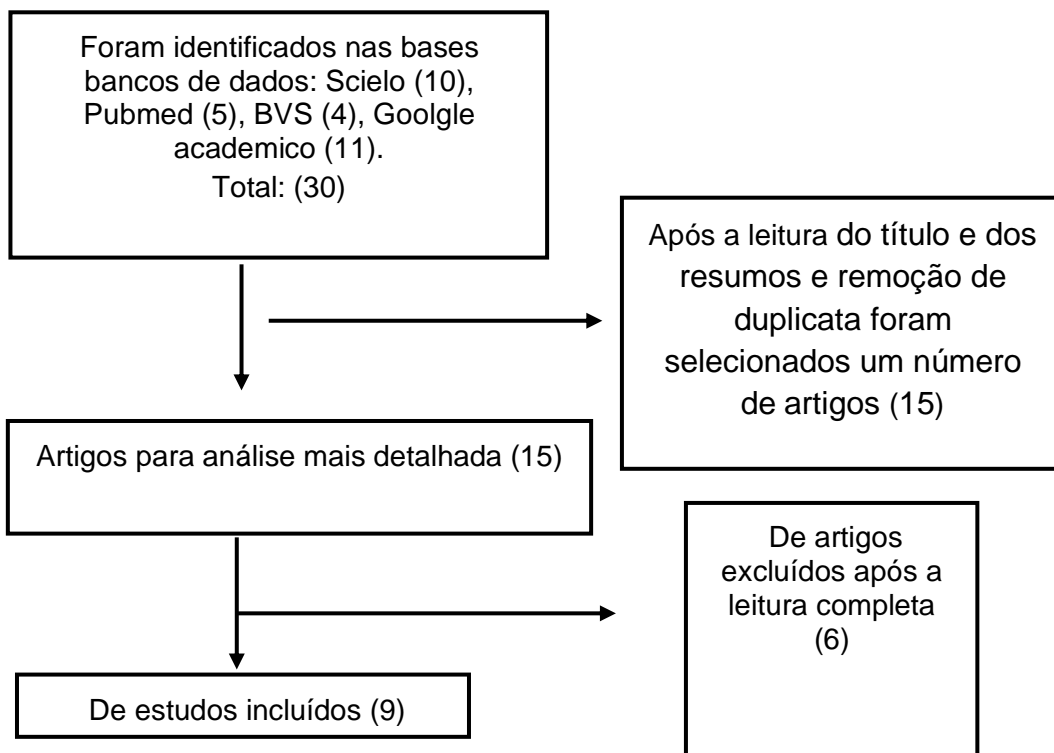 Foram identificados nas bases
bancos de dados: Scielo (10),
Pubmed (5), BVS (4), Goolgle
academico (11).
Total: (30)
Após a leitura do título e dos
resumos e remoção de
duplicata foram
selecionados um número
de artigos (15)
Artigos para análise mais detalhada (15)
De artigos
excluídos após a
leitura completa
(6)
De estudos incluídos (9)